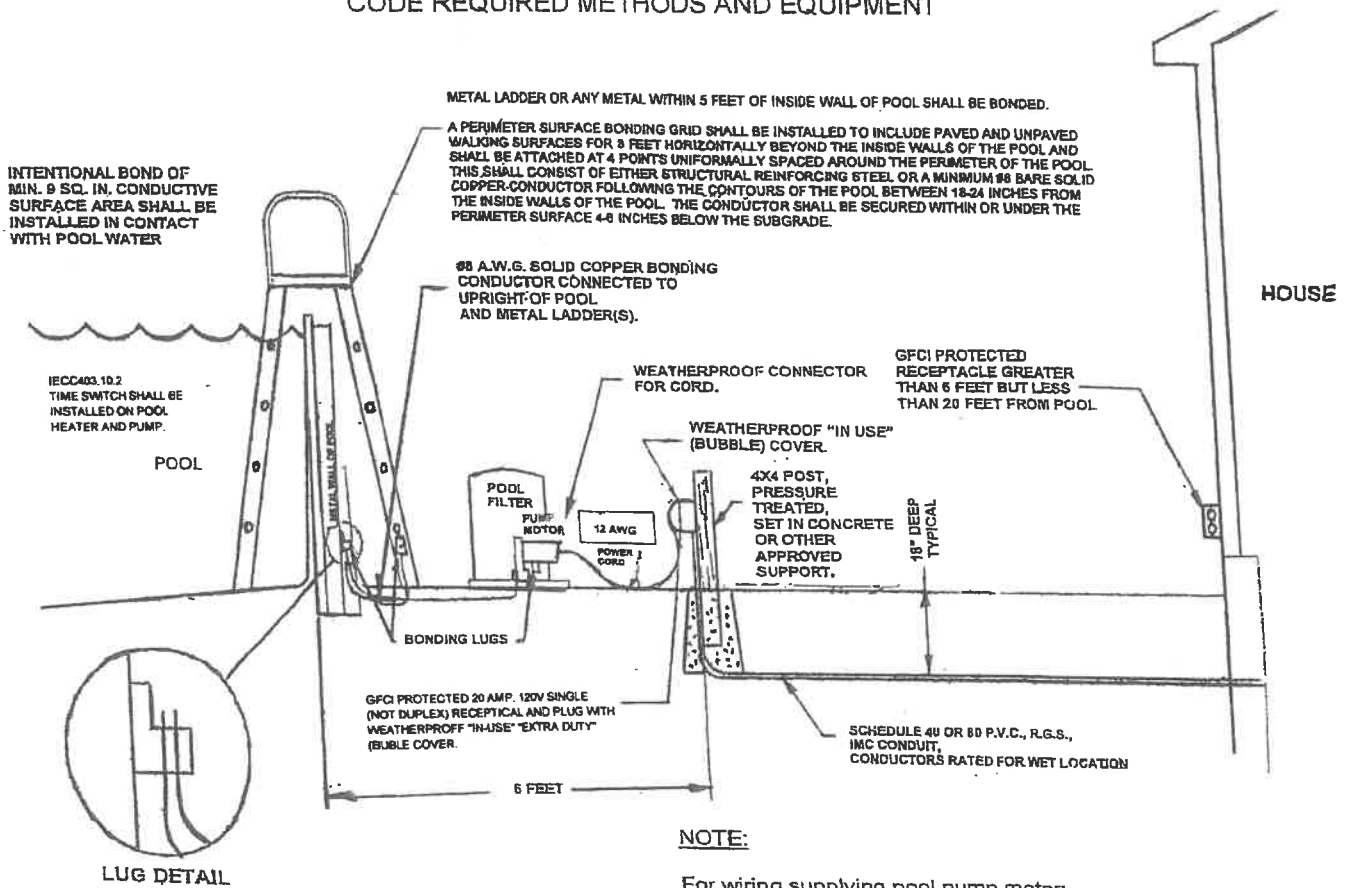 CODE REQUIRED METHODS AND EQUIPMENT
METAL LADDER OR ANY METAL WITHIN 5 FEET OF INSIDE WALL OF POOL SHALL BE BONDED.
A PERIMETER SURFACE BONDING GRID SHALL BE INSTALLED TO INCLUDE PAVED AND UNPAVED
WALKING SURFACES FOR 3 FEET HORIZONTALLY BEYOND THE INSIDE WALLS OF THE POOL AND
SHALL BE ATTACHED AT 4 POINTS UNIFORMALLY SPACED AROUND THE PERIMETER OF THE POOL.
THIS SHALL CONSIST OF EITHER STRUCTURAL REINFORCING STEEL OR A MINIMUM #8 BARE SOLID
COPPER-CONDUCTOR FOLLOWING THE CONTOURS OF THE POOL BETWEEN 18-24 INCHES FROM
THE INSIDE WALLS OF THE POOL. THE CONDUCTOR SHALL BE SECURED WITHIN OR UNDER THE
PERIMETER SURFACE 4-6 INCHES BELOW THE SUBGRADE.
INTENTIONAL BOND OF
MIN. 9 SQ. IN. CONDUCTIVE
SURFACE AREA SHALL BE
INSTALLED IN CONTACT
WITH POOL WATER
#8 A.W.G. SOLID COPPER BONDING
CONDUCTOR CONNECTED TO
UPRIGHT OF POOL
AND METAL LADDER(S).
HOUSE
IECC403.10.2
TIME SWITCH SHALL BE
INSTALLED ON POOL
HEATER AND PUMP.
POOL
METAL WALL OF POOL
WEATHERPROOF CONNECTOR
FOR CORD.
GFCI PROTECTED
RECEPTACLE GREATER
THAN 6 FEET BUT LESS
THAN 20 FEET FROM POOL
WEATHERPROOF "IN USE"
(BUBBLE) COVER.
POOL
FILTER
PUMP
MOTOR
12 AWG
POWER
CORD
4X4 POST,
PRESSURE
TREATED,
SET IN CONCRETE
OR OTHER
APPROVED
SUPPORT.
18" DEEP
TYPICAL
BONDING LUGS
GFCI PROTECTED 20 AMP. 120V SINGLE
(NOT DUPLEX) RECEPTICAL AND PLUG WITH
WEATHERPROFF "IN-USE" "EXTRA DUTY"
(BUBLE COVER.
SCHEDULE 40 OR 80 P.V.C., R.G.S.,
IMC CONDUIT,
CONDUCTORS RATED FOR WET LOCATION
6 FEET
LUG DETAIL
NOTE:
For wiring supplying pool pump motor